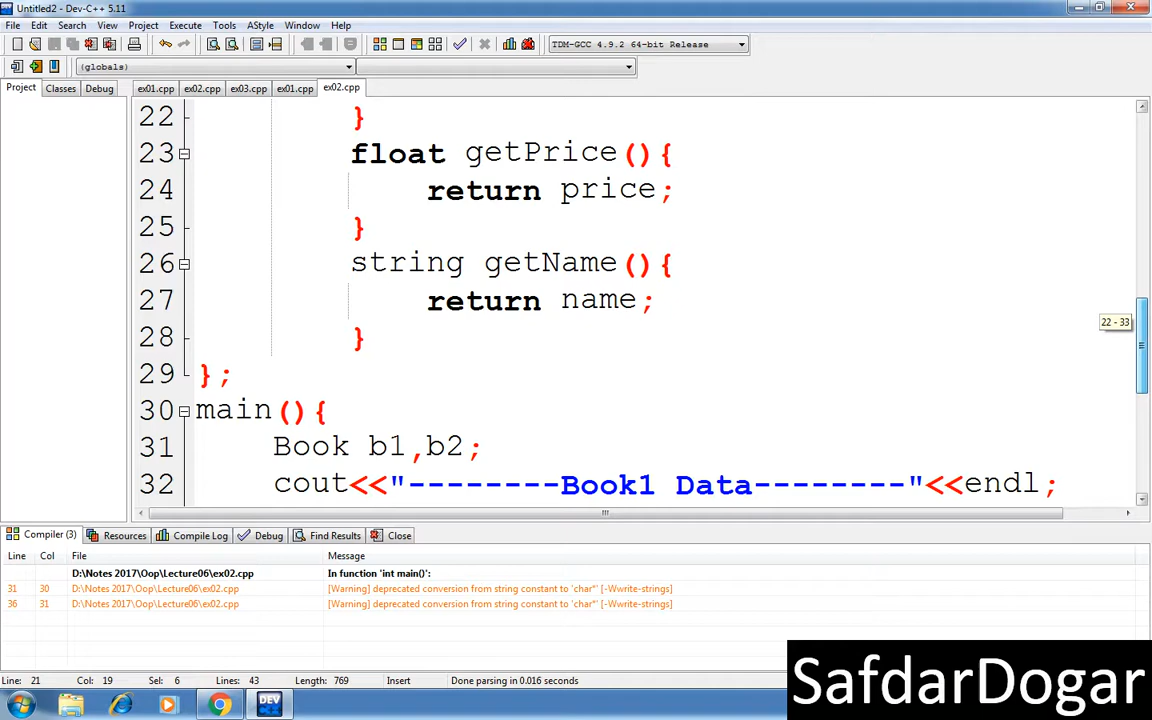 Untitled2 - Dev-C++ 5.11
File Edit Search View Project Execute Tools AStyle Window Help
TDM-GCC 4.9.2 64-bit Release
(globals)
Project Classes Debug ex01.cpp ex02.cpp ex03.cpp ex01.cpp ex02.cpp
22 }
23 float getPrice(){
24 return price;
25 }
26 string getName(){
27 return name;
28 }
29 };
30 main(){
31 Book b1,b2;
32 cout<<"--------Book1 Data--------"<<endl;
22 - 33
Compiler (3) Resources Compile Log Debug Find Results Close
Line Col File Message
D:\Notes 2017\Oop\Lecture06\ex02.cpp In function 'int main()':
31 30 D:\Notes 2017\Oop\Lecture06\ex02.cpp [Warning] deprecated conversion from string constant to 'char*' [-Wwrite-strings]
36 31 D:\Notes 2017\Oop\Lecture06\ex02.cpp [Warning] deprecated conversion from string constant to 'char*' [-Wwrite-strings]
Line: 21 Col: 19 Sel: 6 Lines: 43 Length: 769 Insert Done parsing in 0.016 seconds
DEV
SafdarDogar